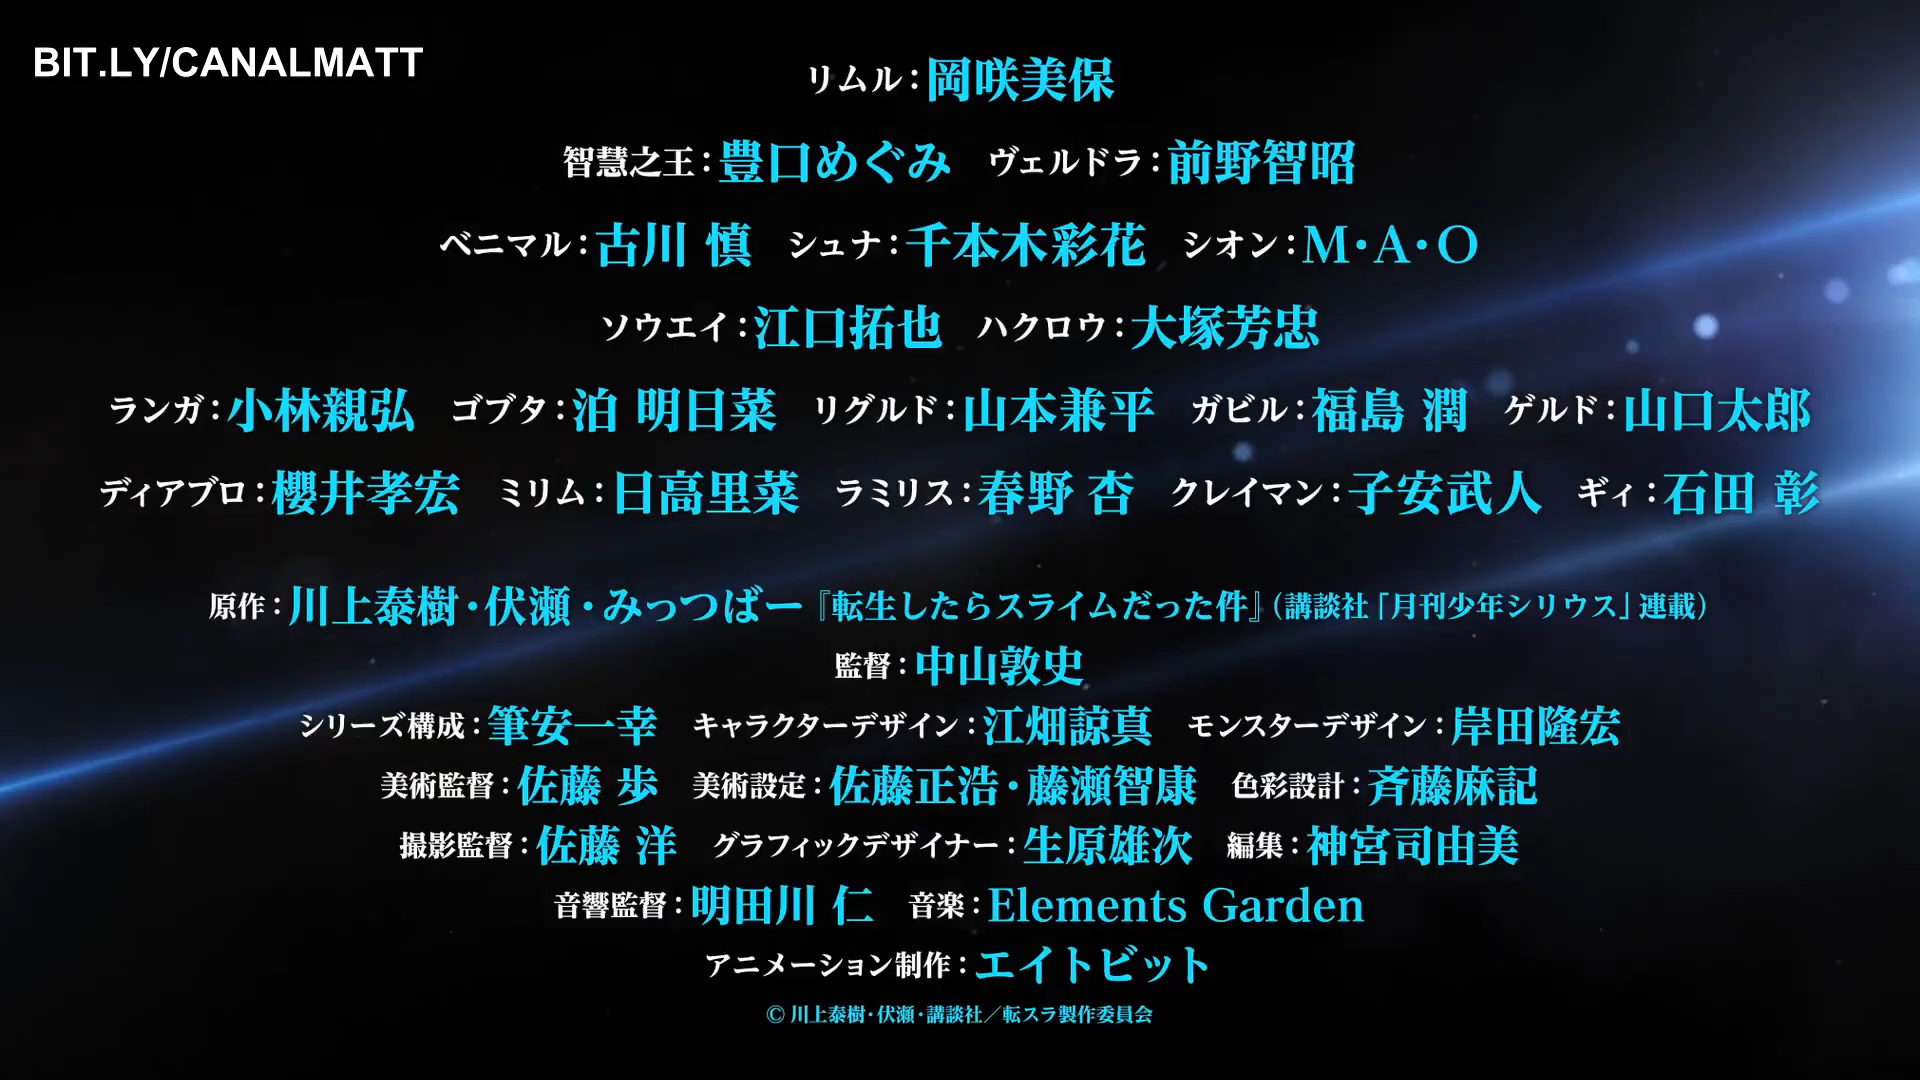 BIT.LY/CANALMATT
リムル：岡咲美保
智慧之王：豊口めぐみ　ヴェルドラ：前野智昭
ベニマル：古川 慎　シュナ：千本木彩花　シオン：M・A・O
ソウエイ：江口拓也　ハクロウ：大塚芳忠
ランガ：小林親弘　ゴブタ：泊 明日菜　リグルド：山本兼平　ガビル：福島 潤　ゲルド：山口太郎
ディアブロ：櫻井孝宏　ミリム：日高里菜　ラミリス：春野 杏　クレイマン：子安武人　ギィ：石田 彰
原作：川上泰樹・伏瀬・みっつばー『転生したらスライムだった件』（講談社「月刊少年シリウス」連載）
監督：中山敦史
シリーズ構成：筆安一幸　キャラクターデザイン：江畑諒真　モンスターデザイン：岸田隆宏
美術監督：佐藤 歩　美術設定：佐藤正浩・藤瀬智康　色彩設計：斉藤麻記
撮影監督：佐藤 洋　グラフィックデザイナー：生原雄次　編集：神宮司由美
音響監督：明田川 仁　音楽：Elements Garden
アニメーション制作：エイトビット
© 川上泰樹・伏瀬・講談社／転スラ製作委員会